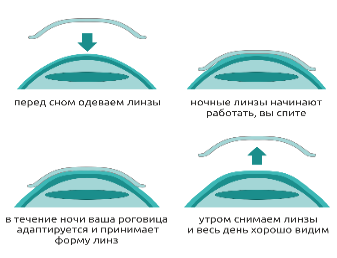 перед сном одеваем линзы
ночные линзы начинают
работать, вы спите
в течение ночи ваша роговица
адаптируется и принимает
форму линз
утром снимаем линзы
и весь день хорошо видим